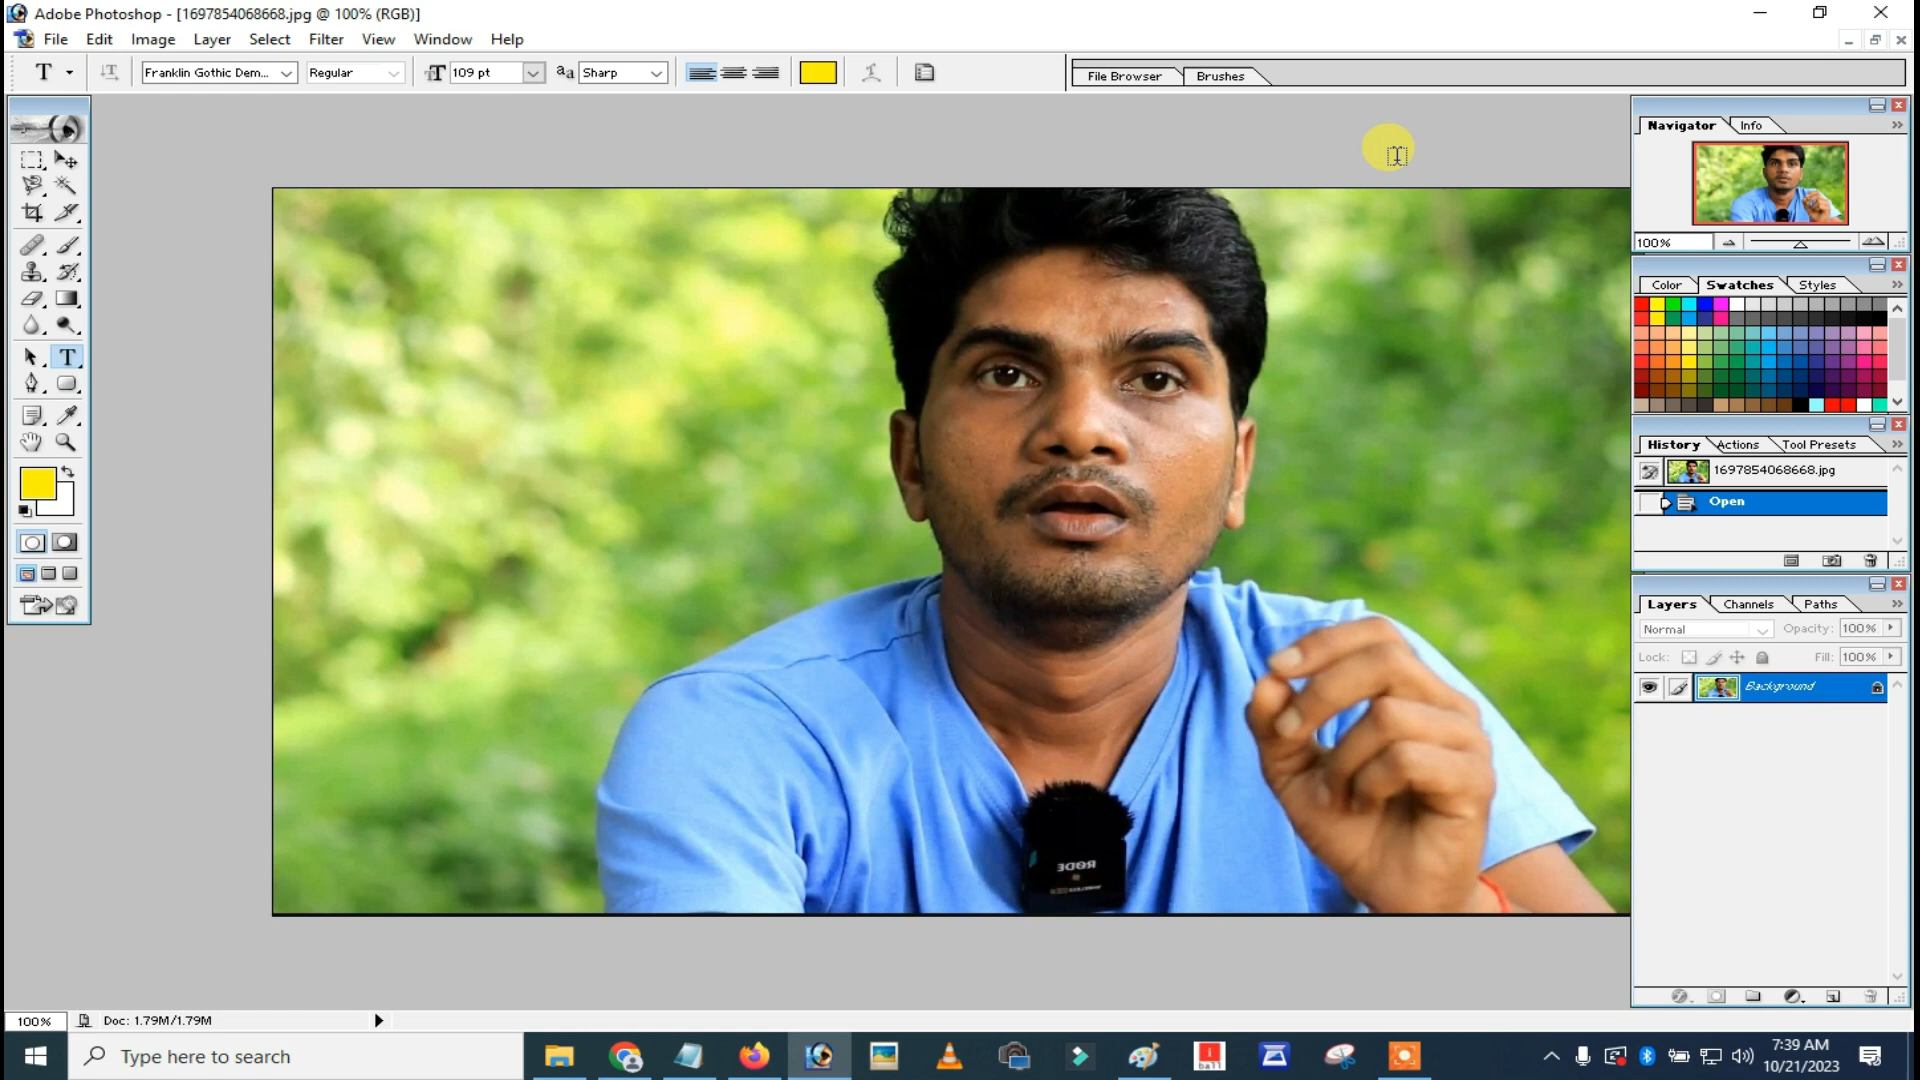 Adobe Photoshop - [1697854068668.jpg @ 100% (RGB)]
File Edit Image Layer Select Filter View Window Help
T Franklin Gothic Dem... Regular 109 pt aa Sharp
File Browser Brushes
Navigator Info
100%
Color Swatches Styles
History Actions Tool Presets
1697854068668.jpg
Open
Layers Channels Paths
Normal Opacity: 100%
Lock: Fill: 100%
Background
RODE
100% Doc: 1.79M/1.79M
Type here to search
7:39 AM
10/21/2023